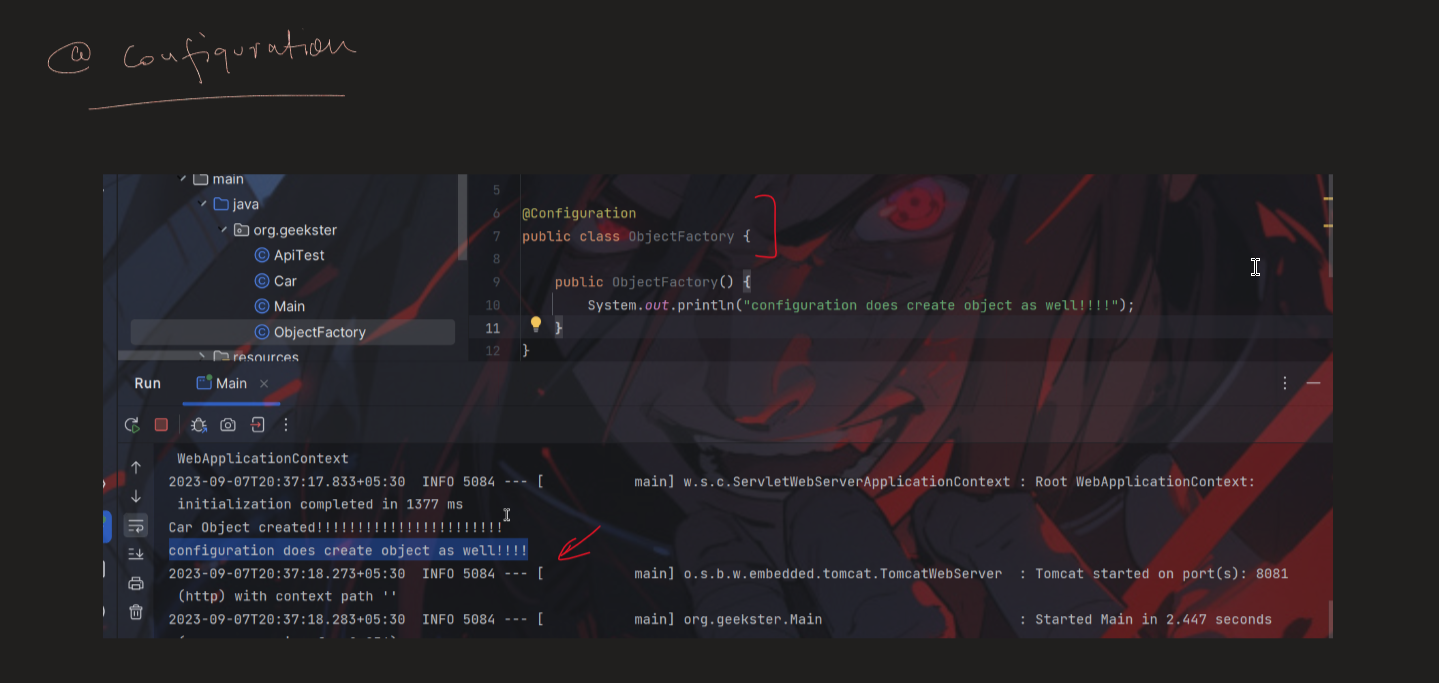 @ Configuration
main
java
org.geekster
ApiTest
Car
Main
ObjectFactory
resources
5
6 @Configuration
7 public class ObjectFactory {
8
9 public ObjectFactory() {
10 System.out.println("configuration does create object as well!!!!");
11 }
12 }
Run Main
WebApplicationContext
2023-09-07T20:37:17.833+05:30 INFO 5084 --- [ main] w.s.c.ServletWebServerApplicationContext : Root WebApplicationContext:
initialization completed in 1377 ms
Car Object created!!!!!!!!!!!!!!!!!!!!!!!
configuration does create object as well!!!!
2023-09-07T20:37:18.273+05:30 INFO 5084 --- [ main] o.s.b.w.embedded.tomcat.TomcatWebServer : Tomcat started on port(s): 8081
(http) with context path ''
2023-09-07T20:37:18.283+05:30 INFO 5084 --- [ main] org.geekster.Main : Started Main in 2.447 seconds